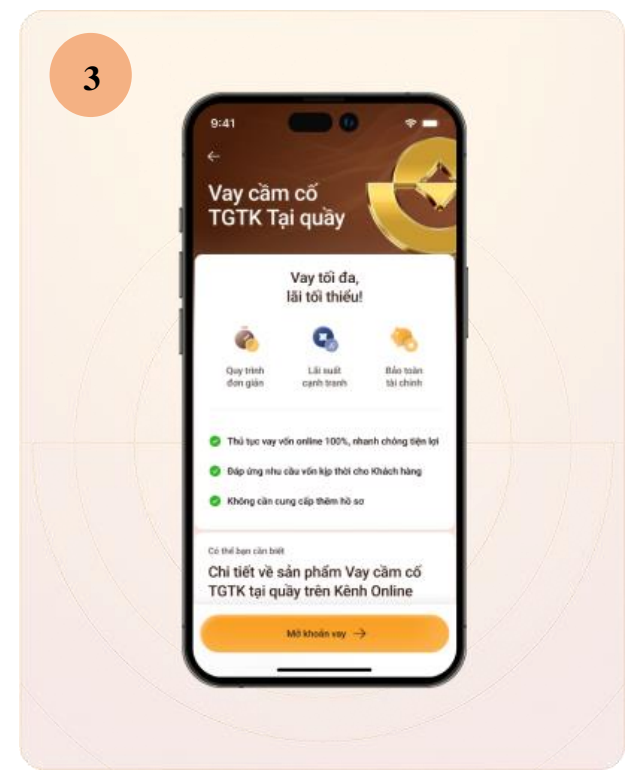 3
9:41
Vay cầm cố
TGTK Tại quầy
Vay tối đa,
lãi tối thiểu!
Quy trình
đơn giản
Lãi suất
cạnh tranh
Bảo toàn
tài chính
Thủ tục vay vốn online 100%, nhanh chóng tiện lợi
Đáp ứng nhu cầu vốn kịp thời cho Khách hàng
Không cần cung cấp thêm hồ sơ
Có thể bạn cần biết
Chi tiết về sản phẩm Vay cầm cố
TGTK tại quầy trên Kênh Online
Mở khoản vay